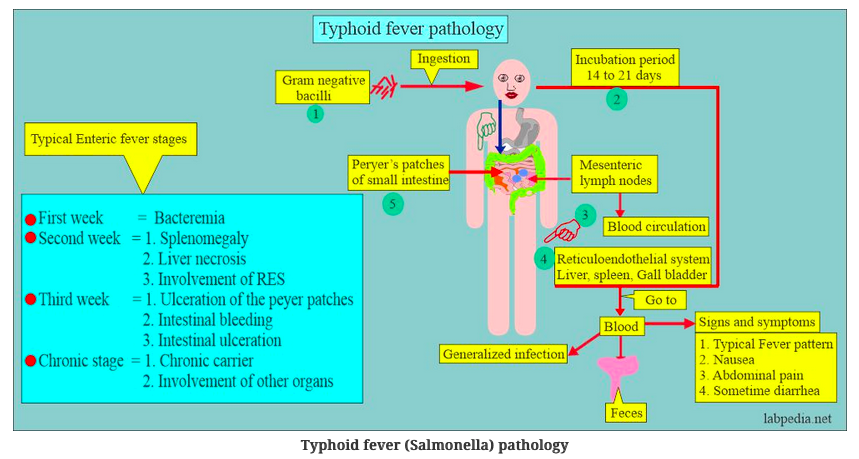 Typhoid fever pathology
Ingestion
Gram negative
bacilli
1
Incubation period
14 to 21 days
2
Typical Enteric fever stages
Peryer's patches
of small intestine
5
Mesenteric
lymph nodes
3
Blood circulation
4
Reticuloendothelial system
Liver, spleen, Gall bladder
Go to
Blood
Generalized infection
Feces
Signs and symptoms
1. Typical Fever pattern
2. Nausea
3. Abdominal pain
4. Sometime diarrhea
First week = Bacteremia
Second week = 1. Splenomegaly
2. Liver necrosis
3. Involvement of RES
Third week = 1. Ulceration of the peyer patches
2. Intestinal bleeding
3. Intestinal ulceration
Chronic stage = 1. Chronic carrier
2. Involvement of other organs
labpedia.net
Typhoid fever (Salmonella) pathology